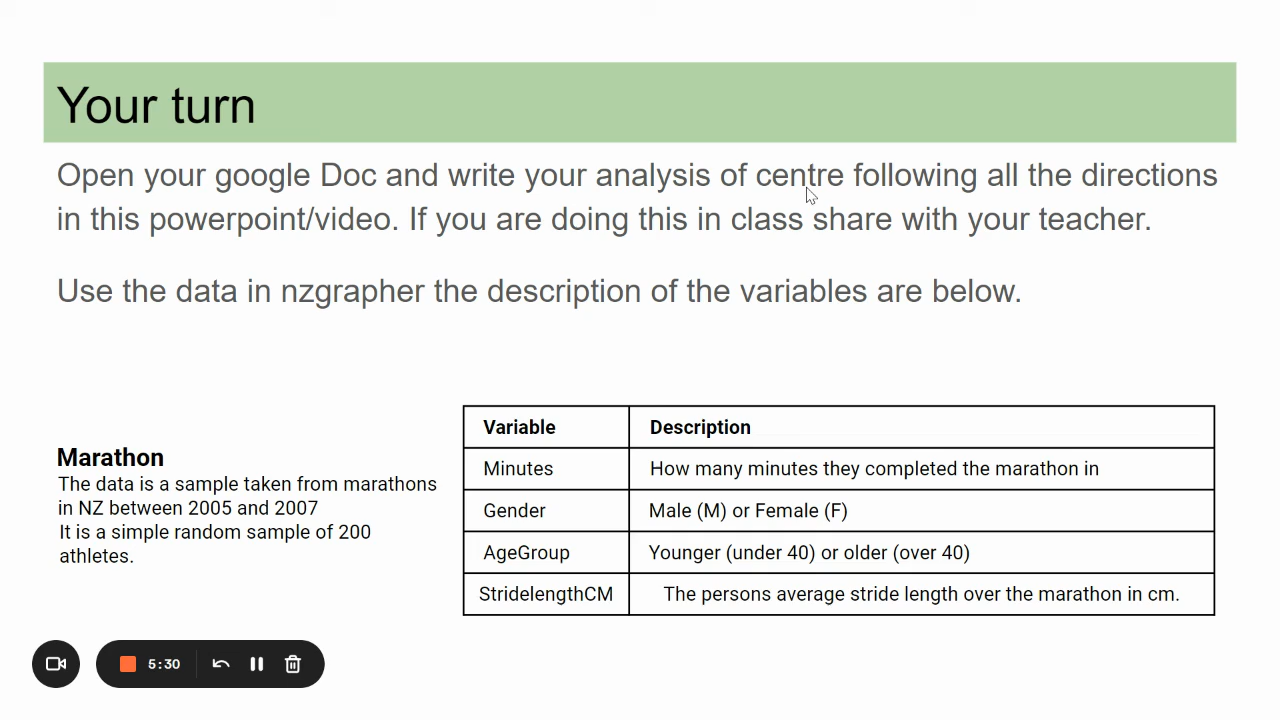 Your turn
Open your google Doc and write your analysis of centre following all the directions
in this powerpoint/video. If you are doing this in class share with your teacher.
Use the data in nzgrapher the description of the variables are below.
Marathon
The data is a sample taken from marathons
in NZ between 2005 and 2007
It is a simple random sample of 200
athletes.
Variable Description
Minutes How many minutes they completed the marathon in
Gender Male (M) or Female (F)
AgeGroup Younger (under 40) or older (over 40)
StridelengthCM The persons average stride length over the marathon in cm.
5:30